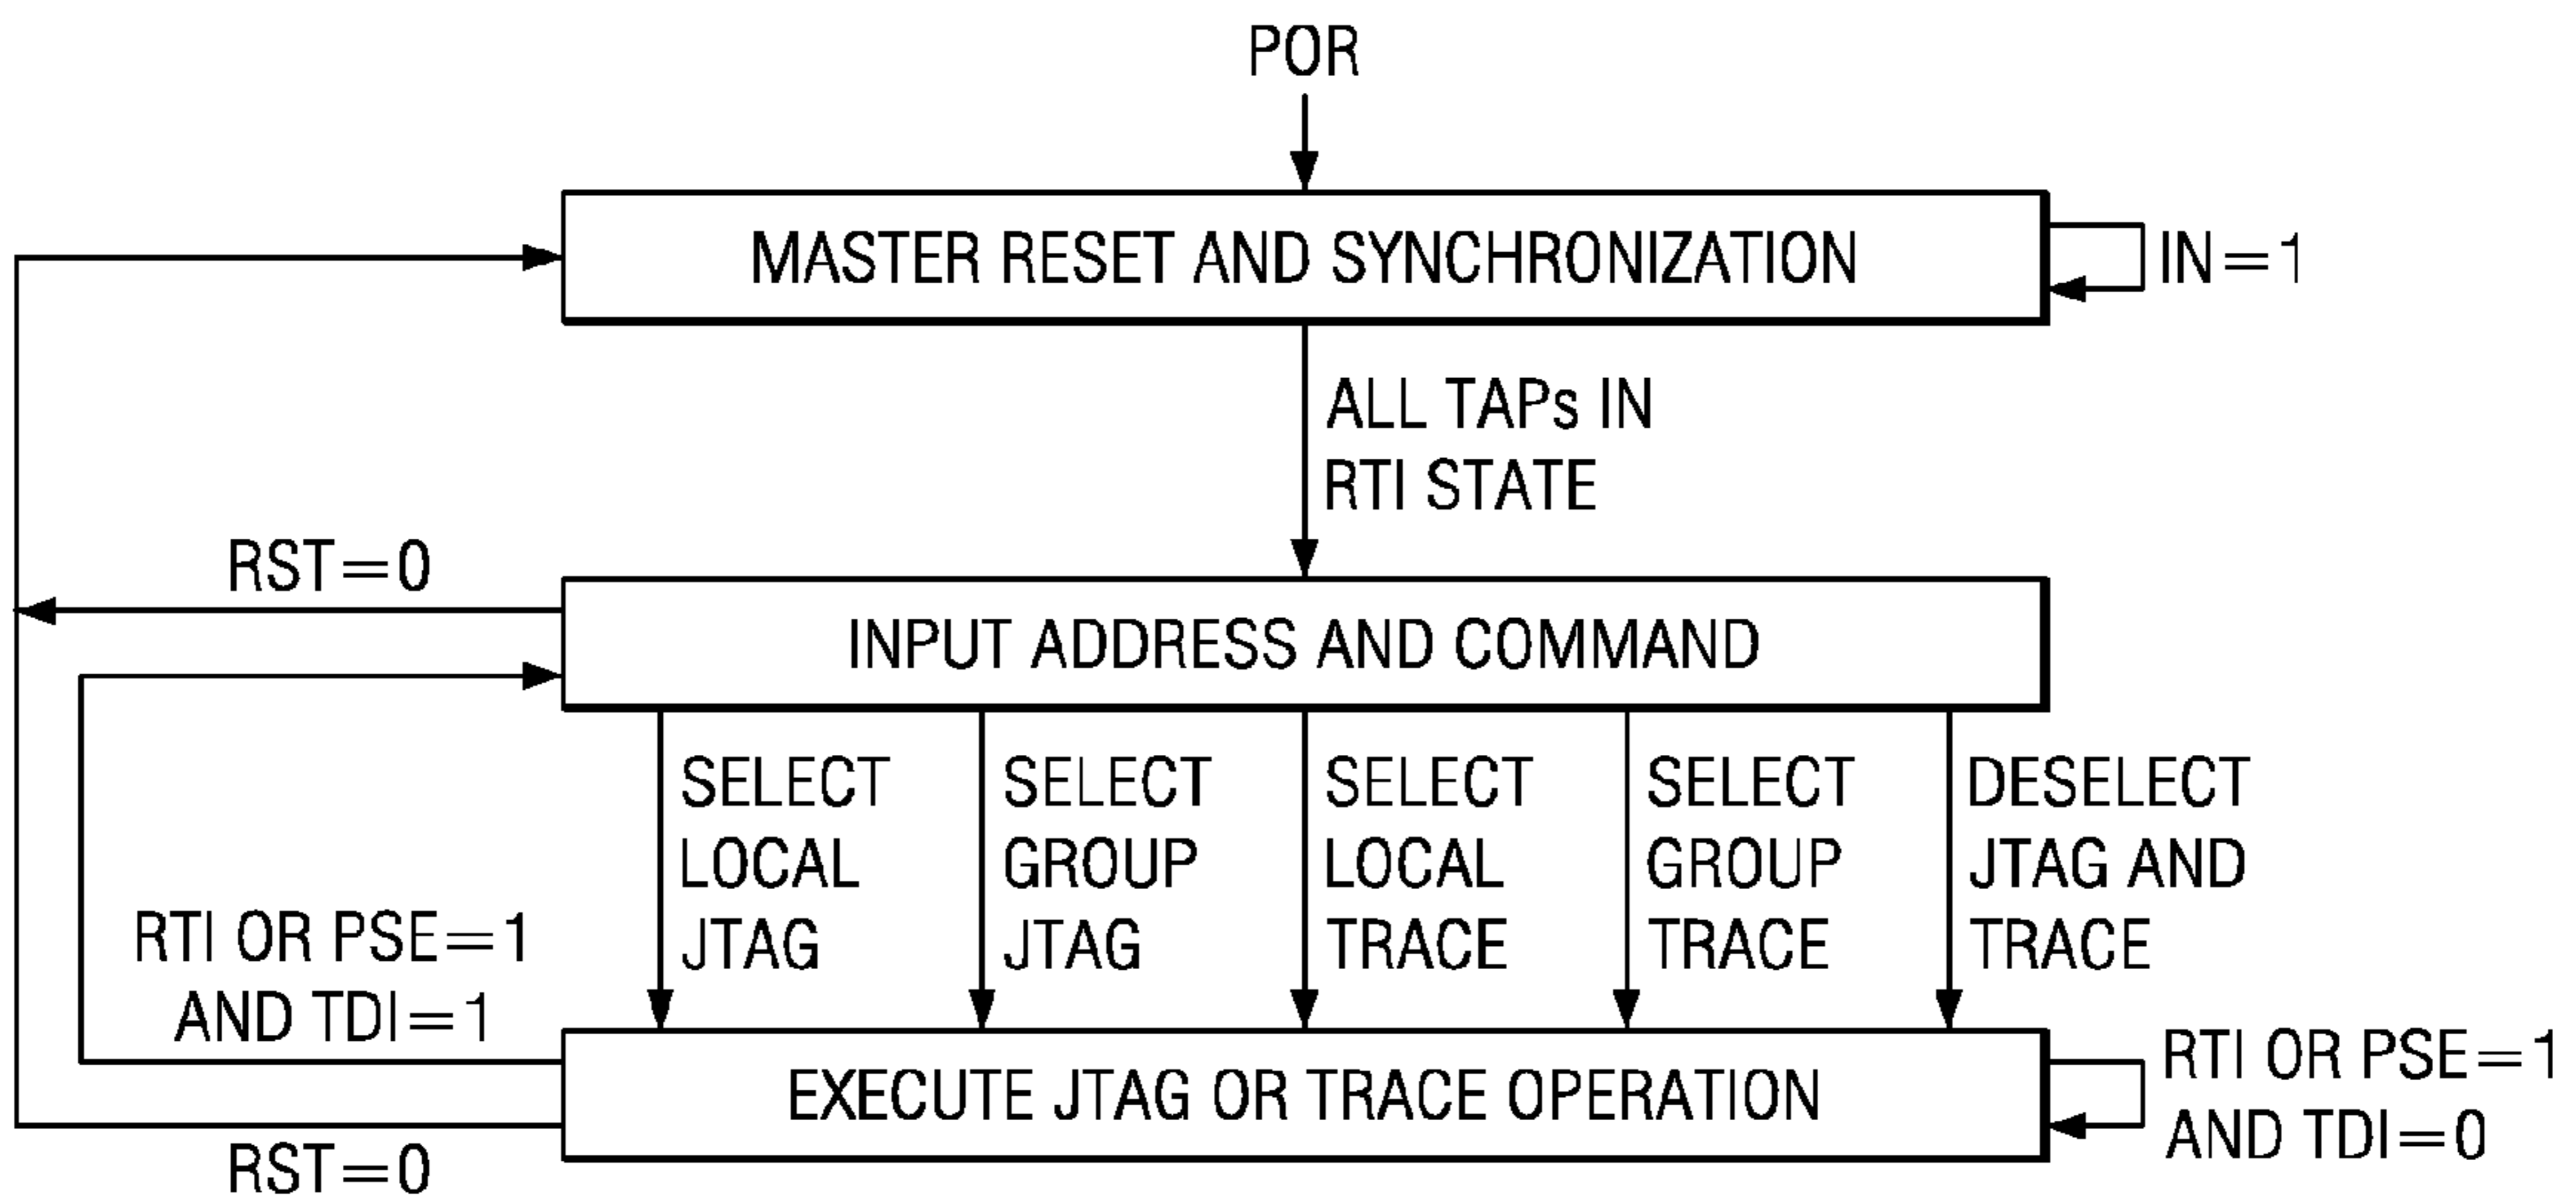 POR
MASTER RESET AND SYNCHRONIZATION
IN=1
ALL TAPs IN
RTI STATE
RST=0
INPUT ADDRESS AND COMMAND
SELECT
LOCAL
JTAG
SELECT
GROUP
JTAG
SELECT
LOCAL
TRACE
SELECT
GROUP
TRACE
DESELECT
JTAG AND
TRACE
RTI OR PSE=1
AND TDI=1
EXECUTE JTAG OR TRACE OPERATION
RTI OR PSE=1
AND TDI=0
RST=0